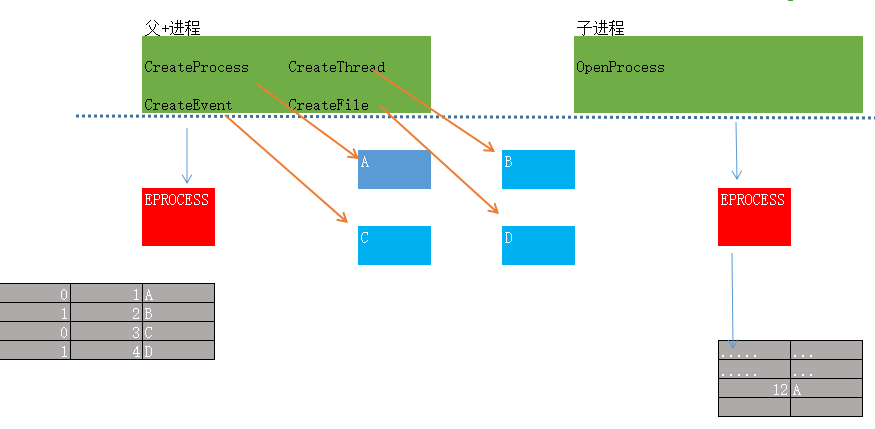 父+进程
子进程
CreateProcess CreateThread
OpenProcess
CreateEvent CreateFile
A
B
EPROCESS
EPROCESS
C
D
0 1 A
1 2 B
0 3 C
1 4 D
..... ...
..... ...
12 A